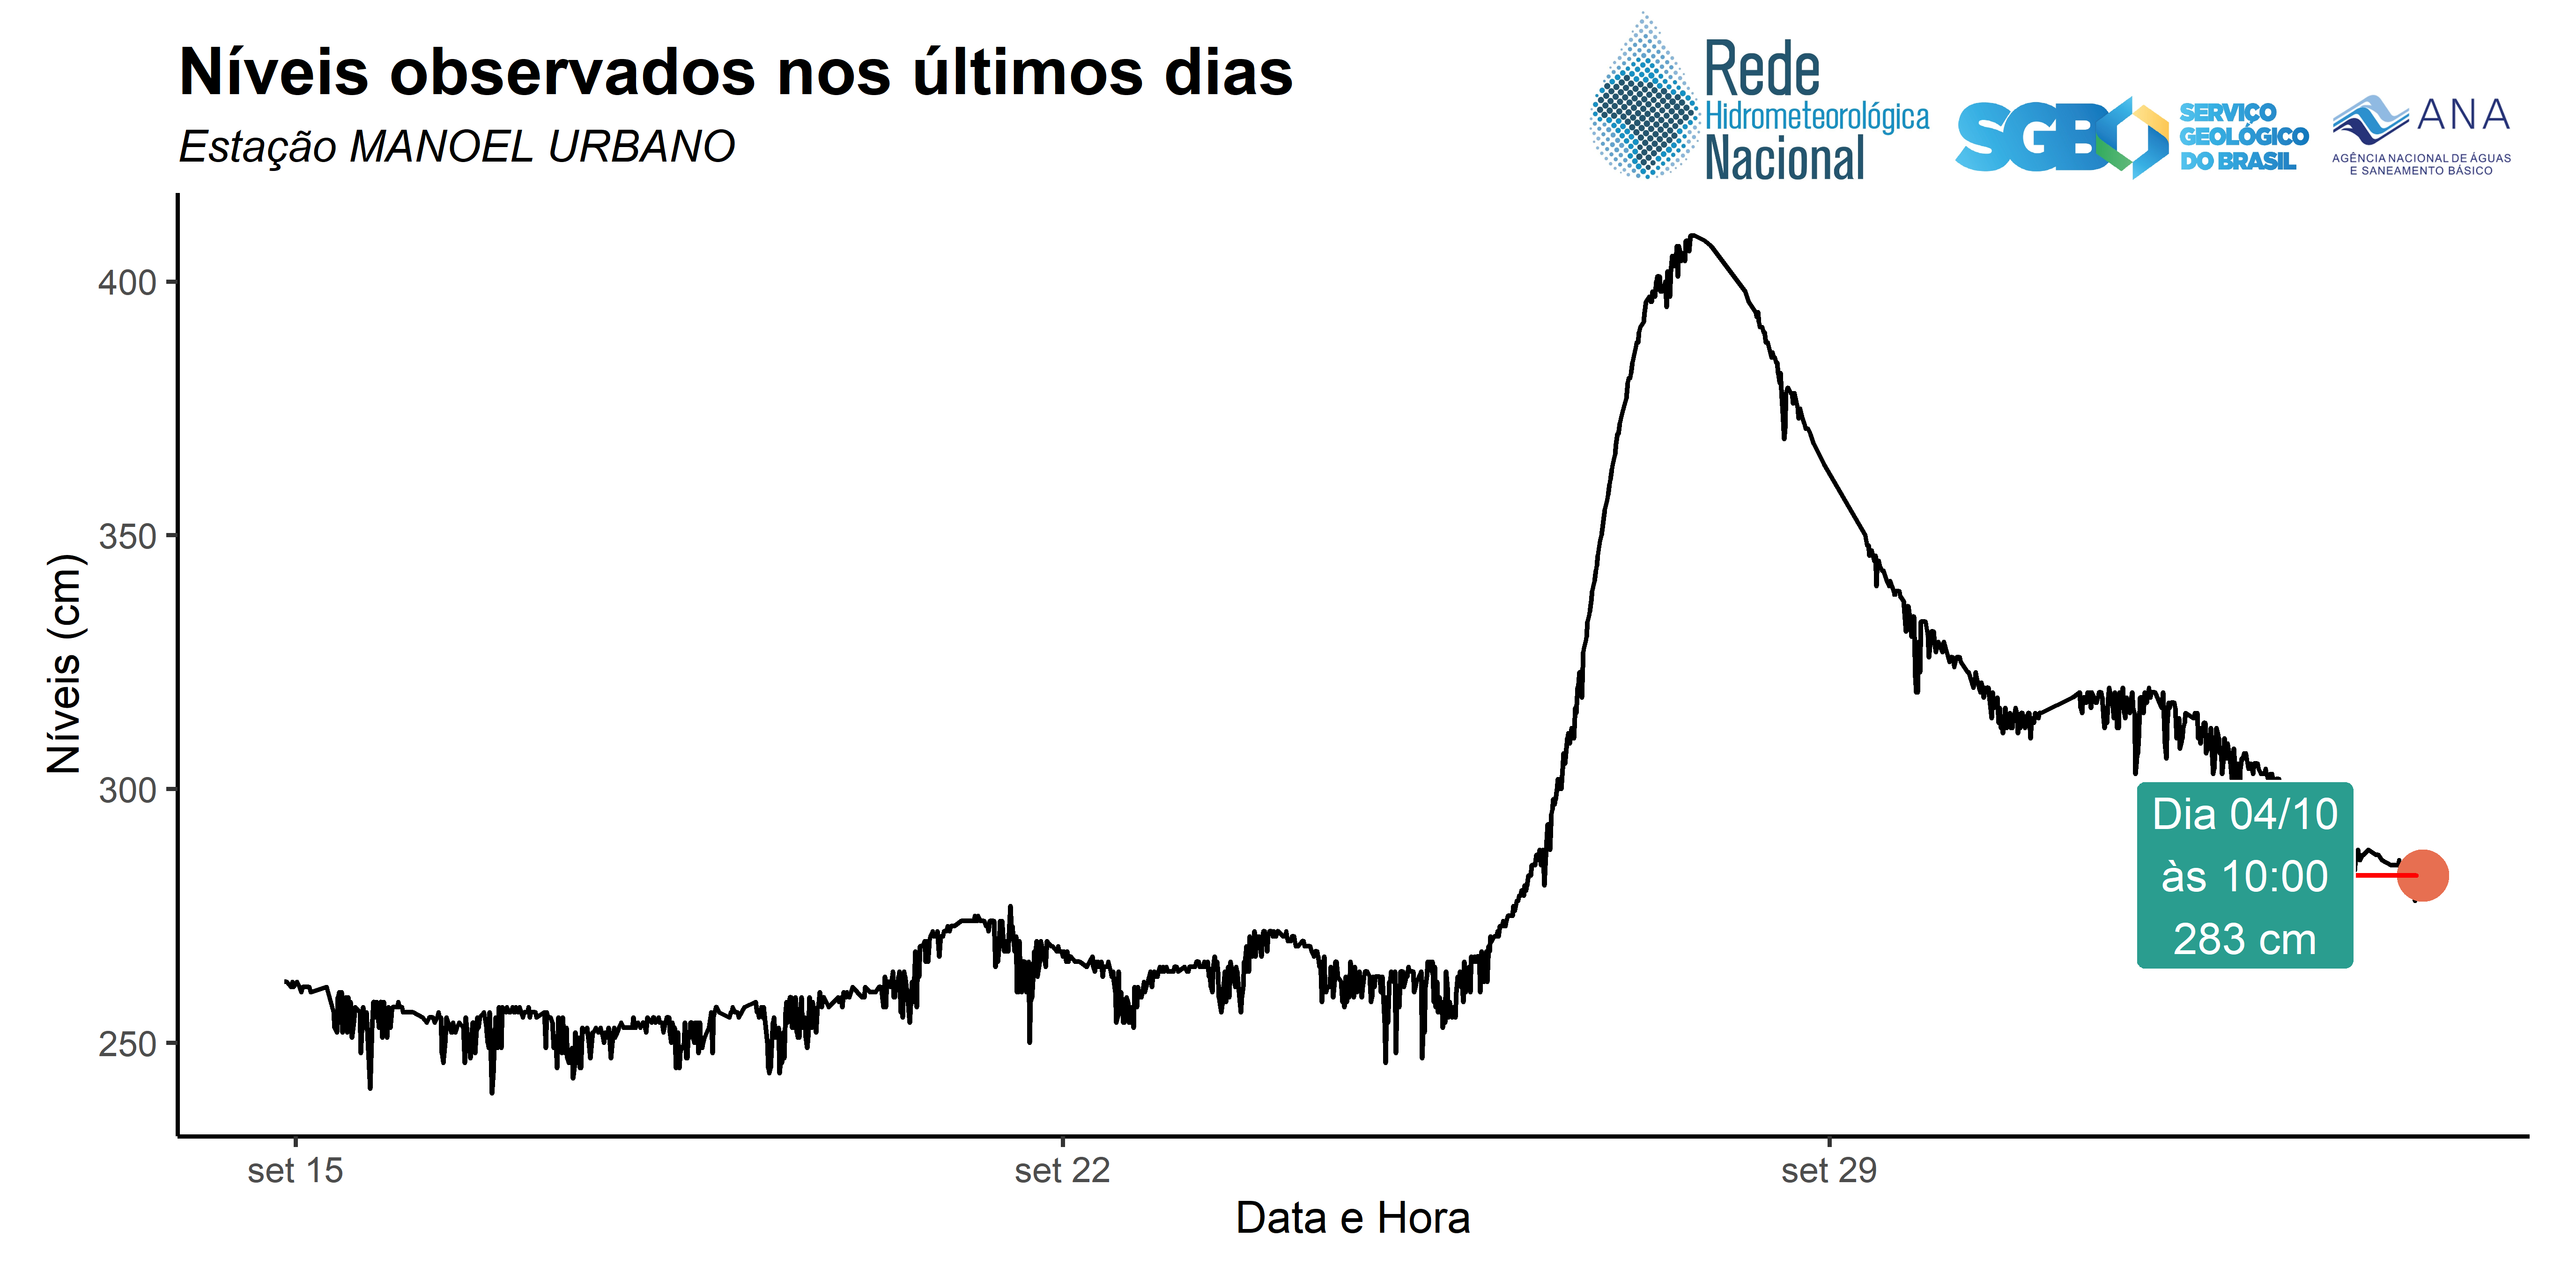 Níveis observados nos últimos dias
Estação MANOEL URBANO
Rede
Hidrometeorológica
Nacional
SGB
SERVIÇO
GEOLÓGICO
DO BRASIL
ANA
AGÊNCIA NACIONAL DE ÁGUAS
E SANEAMENTO BÁSICO
Níveis (cm)
400
350
300
250
Dia 04/10
às 10:00
283 cm
set 15
set 22
set 29
Data e Hora